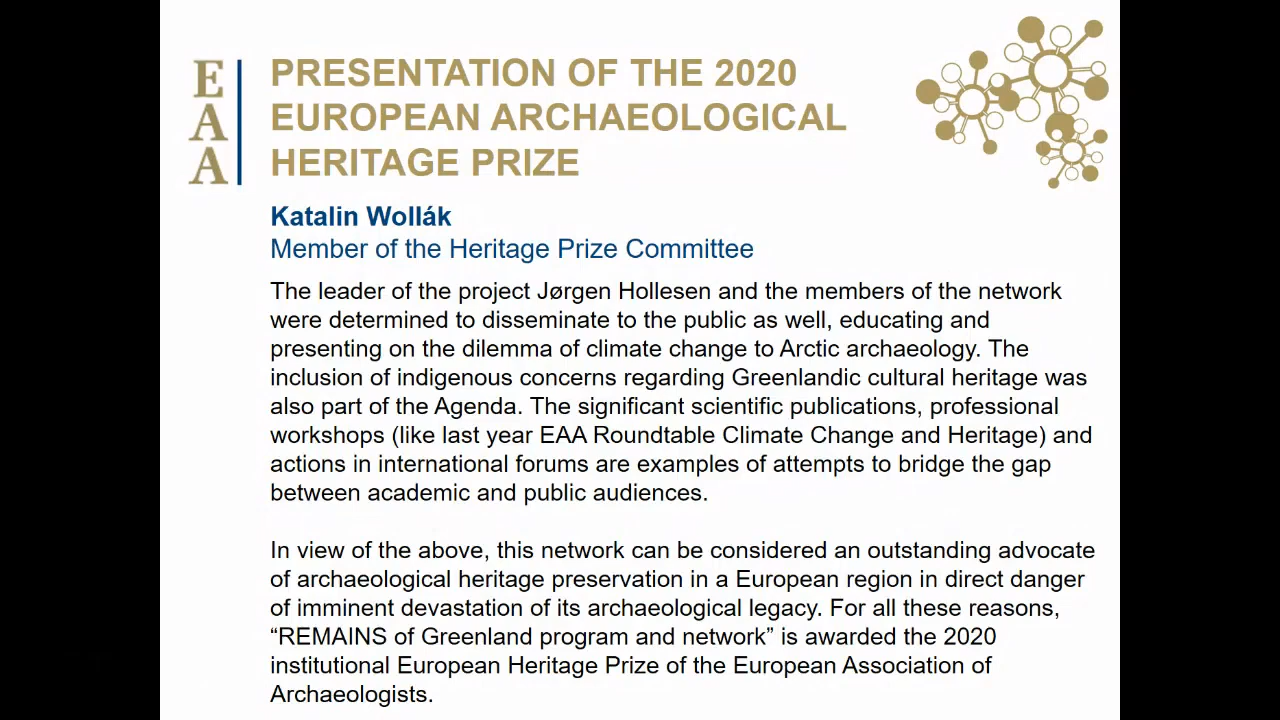 E
A
A
PRESENTATION OF THE 2020
EUROPEAN ARCHAEOLOGICAL
HERITAGE PRIZE
Katalin Wollák
Member of the Heritage Prize Committee
The leader of the project Jørgen Hollesen and the members of the network
were determined to disseminate to the public as well, educating and
presenting on the dilemma of climate change to Arctic archaeology. The
inclusion of indigenous concerns regarding Greenlandic cultural heritage was
also part of the Agenda. The significant scientific publications, professional
workshops (like last year EAA Roundtable Climate Change and Heritage) and
actions in international forums are examples of attempts to bridge the gap
between academic and public audiences.
In view of the above, this network can be considered an outstanding advocate
of archaeological heritage preservation in a European region in direct danger
of imminent devastation of its archaeological legacy. For all these reasons,
“REMAINS of Greenland program and network” is awarded the 2020
institutional European Heritage Prize of the European Association of
Archaeologists.